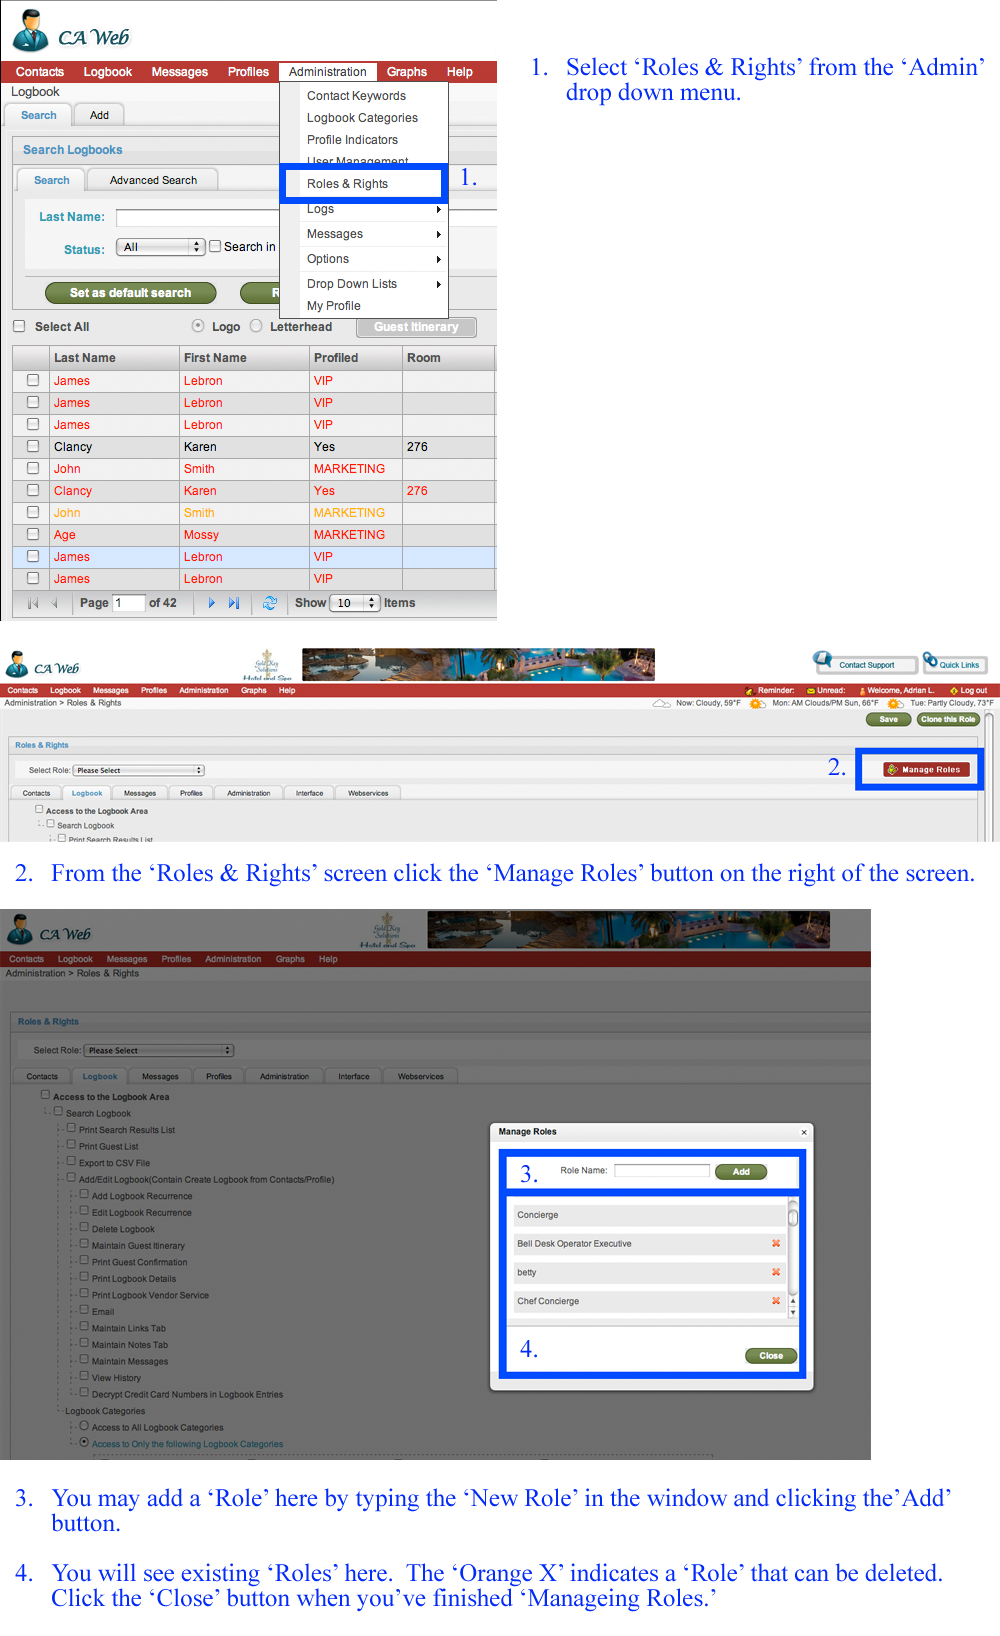 CA Web
Contacts Logbook Messages Profiles Administration Graphs Help
Logbook
Search Add
Search Logbooks
Search Advanced Search
Last Name:
Status: All Search in
Set as default search R
Select All Logo Letterhead Guest Itinerary
Contact Keywords
Logbook Categories
Profile Indicators
User Management
Roles & Rights
Logs
Messages
Options
Drop Down Lists
My Profile
1.
1. Select ‘Roles & Rights’ from the ‘Admin’
drop down menu.
Last Name First Name Profiled Room
James Lebron VIP
James Lebron VIP
James Lebron VIP
Clancy Karen Yes 276
John Smith MARKETING
Clancy Karen Yes 276
John Smith MARKETING
Age Mossy MARKETING
James Lebron VIP
James Lebron VIP
Page 1 of 42 Show 10 Items
CA Web
Gold Key
Solutions
Hotel and Spa
Contact Support Quick Links
Contacts Logbook Messages Profiles Administration Graphs Help
Reminder: Unread: Welcome, Adrian L. Log out
Administration > Roles & Rights
Now: Cloudy, 59°F Mon: AM Clouds/PM Sun, 66°F Tue: Partly Cloudy, 73°F
Save Clone this Role
Roles & Rights
Select Role: Please Select
2. Manage Roles
Contacts Logbook Messages Profiles Administration Interface Webservices
Access to the Logbook Area
Search Logbook
Print Search Results List
2. From the ‘Roles & Rights’ screen click the ‘Manage Roles’ button on the right of the screen.
CA Web
Gold Key
Solutions
Hotel and Spa
Contacts Logbook Messages Profiles Administration Graphs Help
Administration > Roles & Rights
Roles & Rights
Select Role: Please Select
Contacts Logbook Messages Profiles Administration Interface Webservices
Access to the Logbook Area
Search Logbook
Print Search Results List
Print Guest List
Export to CSV File
Add/Edit Logbook(Contain Create Logbook from Contacts/Profile)
Add Logbook Recurrence
Edit Logbook Recurrence
Delete Logbook
Maintain Guest Itinerary
Print Guest Confirmation
Print Logbook Details
Print Logbook Vendor Service
Email
Maintain Links Tab
Maintain Notes Tab
Maintain Messages
View History
Decrypt Credit Card Numbers in Logbook Entries
Logbook Categories
Access to All Logbook Categories
Access to Only the following Logbook Categories
Manage Roles x
3. Role Name: Add
Concierge
Bell Desk Operator Executive
betty
Chef Concierge
4. Close
3. You may add a ‘Role’ here by typing the ‘New Role’ in the window and clicking the’Add’
button.
4. You will see existing ‘Roles’ here. The ‘Orange X’ indicates a ‘Role’ that can be deleted.
Click the ‘Close’ button when you’ve finished ‘Manageing Roles.’